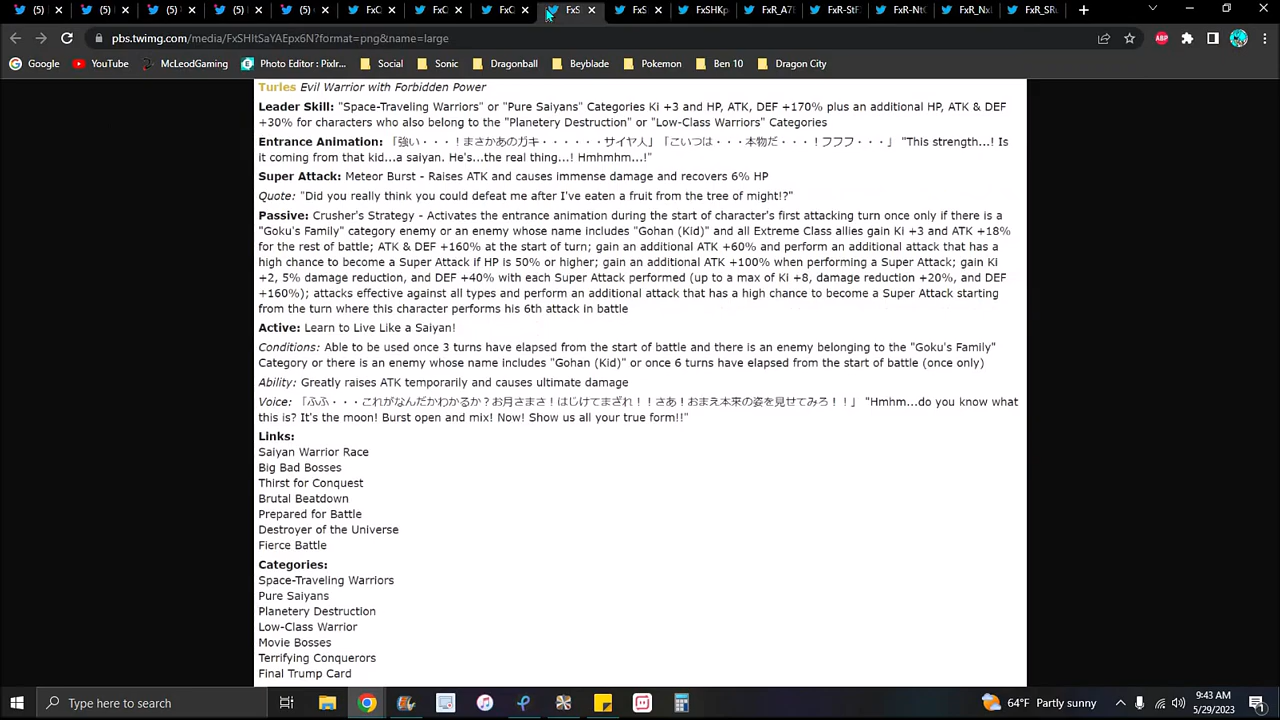 (5)
(5)
(5)
(5)
FxC
FxC
FxC
FxS
FxS
FxSHKp
FxR_A7l
FxR-StF
FxR-NtC
FxR_Nxl
FxR_SRu
pbs.twimg.com/media/FxSHItSaYAEpx6N?format=png&name=large
Google
YouTube
McLeodGaming
Photo Editor : Pixlr...
Social
Sonic
Dragonball
Beyblade
Pokemon
Ben 10
Dragon City
Turles Evil Warrior with Forbidden Power
Leader Skill: "Space-Traveling Warriors" or "Pure Saiyans" Categories Ki +3 and HP, ATK, DEF +170% plus an additional HP, ATK & DEF
+30% for characters who also belong to the "Planetery Destruction" or "Low-Class Warriors" Categories
Entrance Animation: 「強い・・・！まさかあのガキ・・・・・・サイヤ人」「こいつは・・・本物だ・・・！フフフ・・・」 "This strength...! Is
it coming from that kid...a saiyan. He's...the real thing...! Hmhmhm...!"
Super Attack: Meteor Burst - Raises ATK and causes immense damage and recovers 6% HP
Quote: "Did you really think you could defeat me after I've eaten a fruit from the tree of might!?"
Passive: Crusher's Strategy - Activates the entrance animation during the start of character's first attacking turn once only if there is a
"Goku's Family" category enemy or an enemy whose name includes "Gohan (Kid)" and all Extreme Class allies gain Ki +3 and ATK +18%
for the rest of battle; ATK & DEF +160% at the start of turn; gain an additional ATK +60% and perform an additional attack that has a
high chance to become a Super Attack if HP is 50% or higher; gain an additional ATK +100% when performing a Super Attack; gain Ki
+2, 5% damage reduction, and DEF +40% with each Super Attack performed (up to a max of Ki +8, damage reduction +20%, and DEF
+160%); attacks effective against all types and perform an additional attack that has a high chance to become a Super Attack starting
from the turn where this character performs his 6th attack in battle
Active: Learn to Live Like a Saiyan!
Conditions: Able to be used once 3 turns have elapsed from the start of battle and there is an enemy belonging to the "Goku's Family"
Category or there is an enemy whose name includes "Gohan (Kid)" or once 6 turns have elapsed from the start of battle (once only)
Ability: Greatly raises ATK temporarily and causes ultimate damage
Voice: 「ふふ・・・これがなんだかわかるか？お月さまさ！はじけてまざれ！！さあ！おまえ本来の姿を見せてみろ！！」 "Hmhm...do you know what
this is? It's the moon! Burst open and mix! Now! Show us all your true form!!"
Links:
Saiyan Warrior Race
Big Bad Bosses
Thirst for Conquest
Brutal Beatdown
Prepared for Battle
Destroyer of the Universe
Fierce Battle
Categories:
Space-Traveling Warriors
Pure Saiyans
Planetery Destruction
Low-Class Warrior
Movie Bosses
Terrifying Conquerors
Final Trump Card
Type here to search
64°F Partly sunny
9:43 AM
5/29/2023